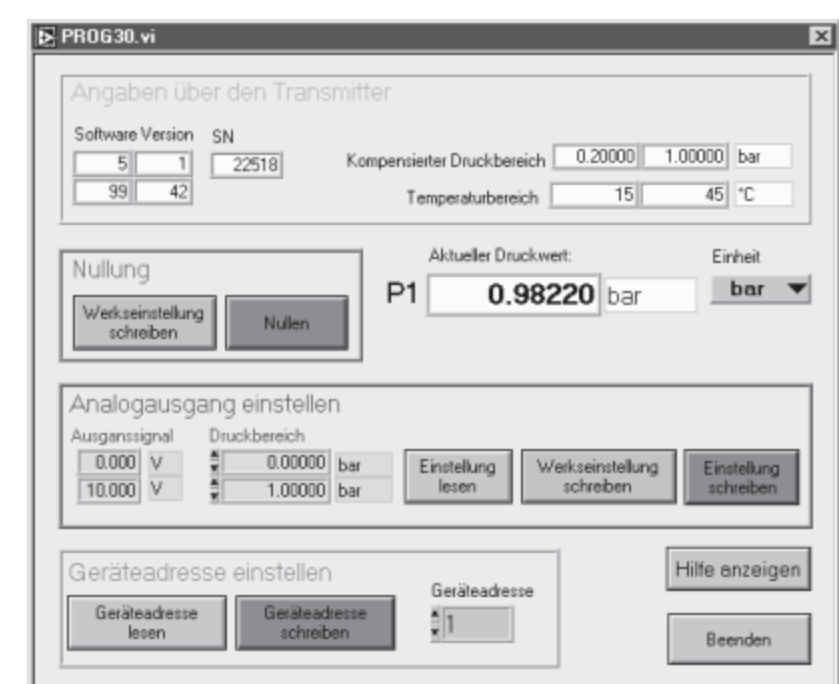 PROG30.vi
Angaben über den Transmitter
Software Version SN
5 1 22518
99 42
Kompensierter Druckbereich 0.20000 1.00000 bar
Temperaturbereich 15 45 °C
Nullung
Werkseinstellung
schreiben
Nullen
Aktueller Druckwert:
P1 0.98220 bar
Einheit
bar
Analogausgang einstellen
Ausganssignal Druckbereich
0.000 V 0.00000 bar
10.000 V 1.00000 bar
Einstellung
lesen
Werkseinstellung
schreiben
Einstellung
schreiben
Geräteadresse einstellen
Geräteadresse
lesen
Geräteadresse
schreiben
Geräteadresse
1
Hilfe anzeigen
Beenden